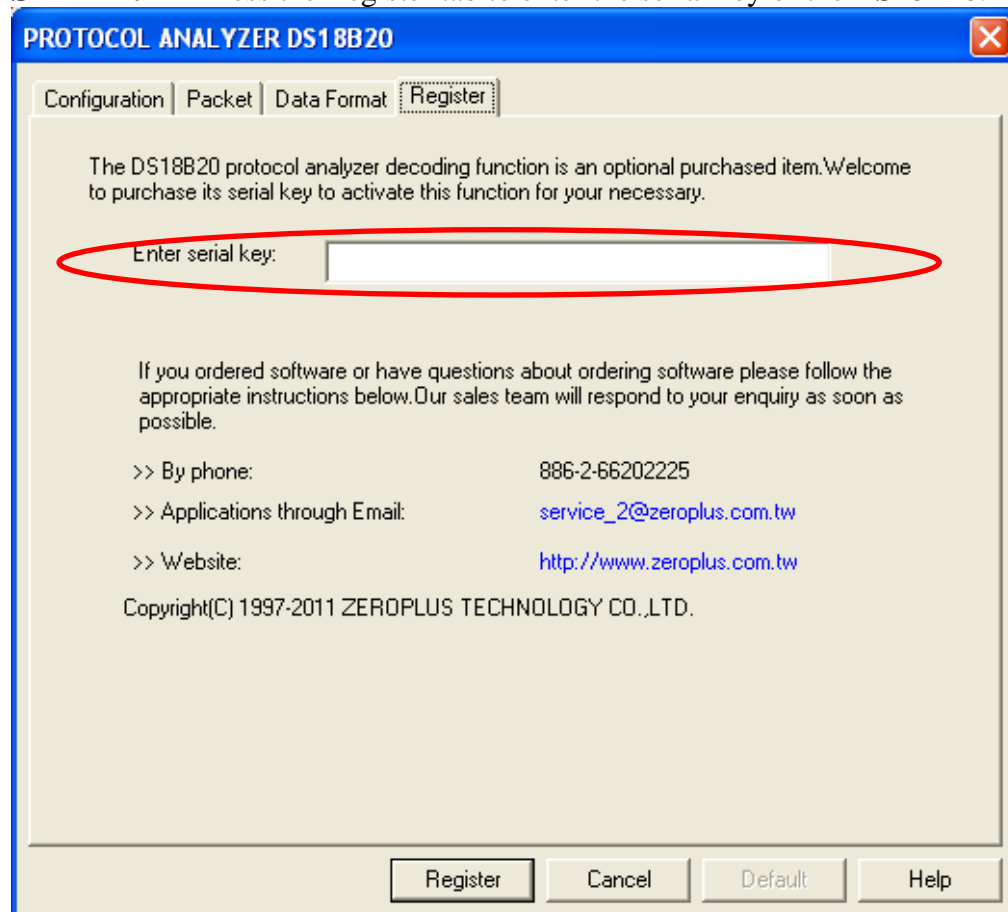 PROTOCOL ANALYZER DS18B20
Configuration Packet Data Format Register
The DS18B20 protocol analyzer decoding function is an optional purchased item.Welcome
to purchase its serial key to activate this function for your necessary.
Enter serial key:
If you ordered software or have questions about ordering software please follow the
appropriate instructions below.Our sales team will respond to your enquiry as soon as
possible.
>> By phone: 886-2-66202225
>> Applications through Email: service_2@zeroplus.com.tw
>> Website: http://www.zeroplus.com.tw
Copyright(C) 1997-2011 ZEROPLUS TECHNOLOGY CO.,LTD.
Register Cancel Default Help